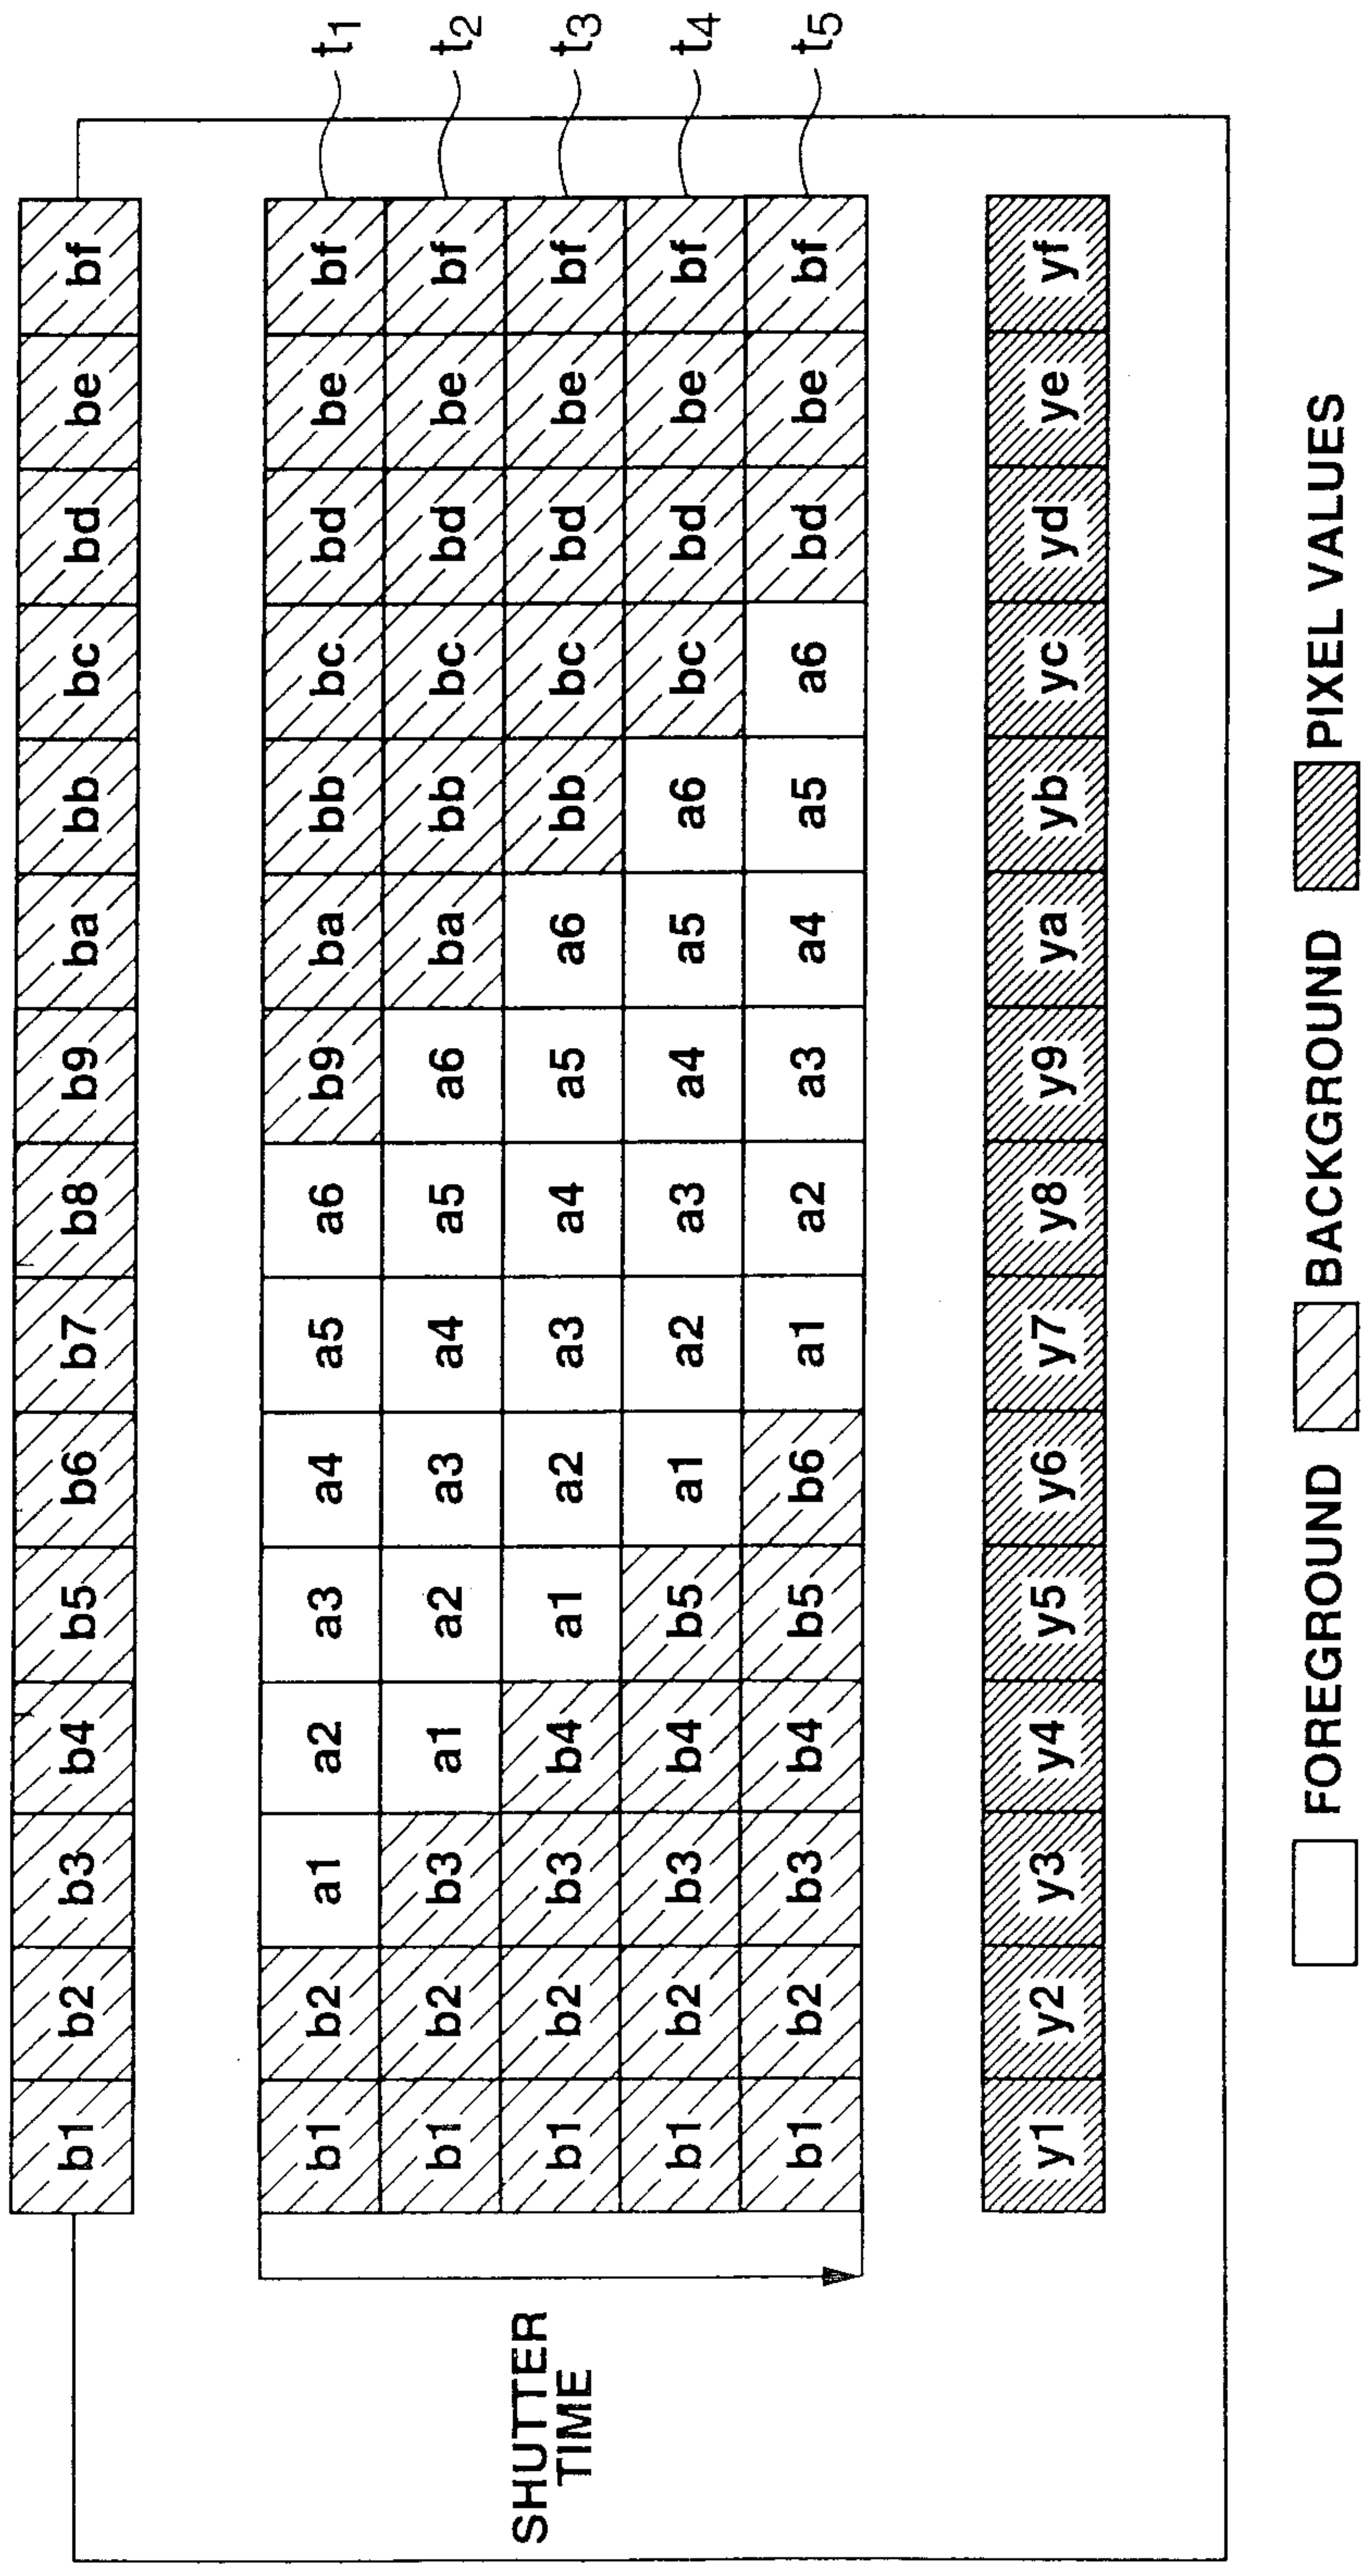 b1 b2 b3 b4 b5 b6 b7 b8 b9 ba bb bc bd be bf
b1 b2 a1 a2 a3 a4 a5 a6 b9 ba bb bc bd be bf t1
b1 b2 b3 a1 a2 a3 a4 a5 a6 ba bb bc bd be bf t2
SHUTTER
TIME
b1 b2 b3 b4 a1 a2 a3 a4 a5 a6 bb bc bd be bf t3
b1 b2 b3 b4 b5 a1 a2 a3 a4 a5 a6 bc bd be bf t4
b1 b2 b3 b4 b5 b6 a1 a2 a3 a4 a5 a6 bd be bf t5
y1 y2 y3 y4 y5 y6 y7 y8 y9 ya yb yc yd ye yf
FOREGROUND BACKGROUND PIXEL VALUES